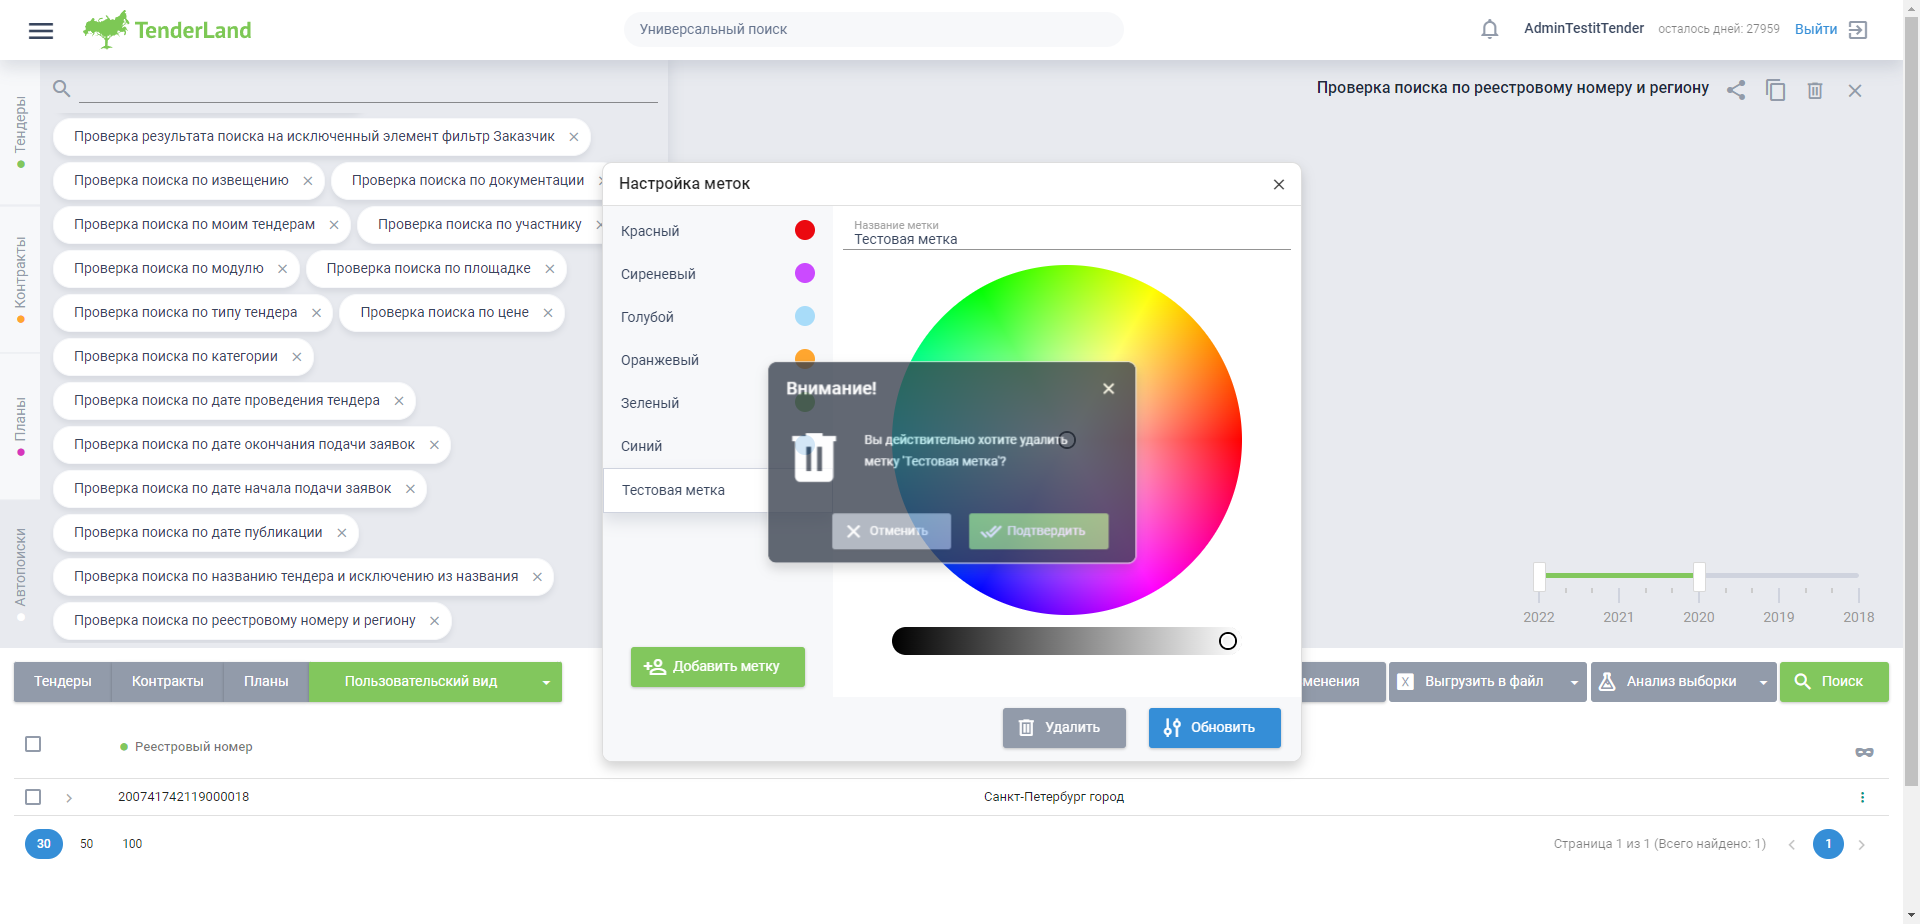 TenderLand
Универсальный поиск
AdminTestitTender
осталось дней: 27959
Выйти
Тендеры
Контракты
Планы
Автопоиски
Проверка результата поиска на исключенный элемент фильтр Заказчик
Проверка поиска по извещению
Проверка поиска по документации
Проверка поиска по моим тендерам
Проверка поиска по участнику
Проверка поиска по модулю
Проверка поиска по площадке
Проверка поиска по типу тендера
Проверка поиска по цене
Проверка поиска по категории
Проверка поиска по дате проведения тендера
Проверка поиска по дате окончания подачи заявок
Проверка поиска по дате начала подачи заявок
Проверка поиска по дате публикации
Проверка поиска по названию тендера и исключению из названия
Проверка поиска по реестровому номеру и региону
Проверка поиска по реестровому номеру и региону
Настройка меток
Красный
Сиреневый
Голубой
Оранжевый
Зеленый
Синий
Тестовая метка
Название метки
Тестовая метка
Внимание!
Вы действительно хотите удалить
метку 'Тестовая метка'?
Отменить
Подтвердить
Добавить метку
Удалить
Обновить
2022 2021 2020 2019 2018
Тендеры
Контракты
Планы
Пользовательский вид
менения
Выгрузить в файл
Анализ выборки
Поиск
Реестровый номер
200741742119000018
Санкт-Петербург город
30 50 100
Страница 1 из 1 (Всего найдено: 1)
1